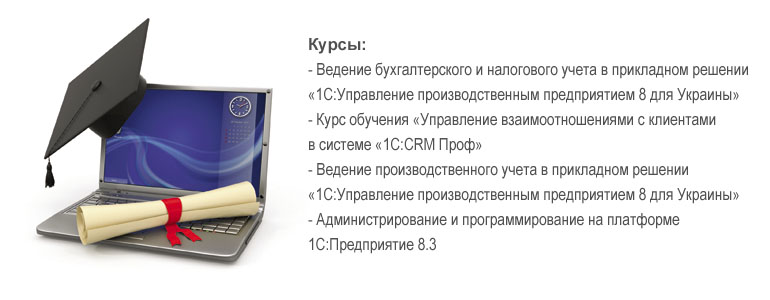 Курсы:
- Ведение бухгалтерского и налогового учета в прикладном решении
«1С:Управление производственным предприятием 8 для Украины»
- Курс обучения «Управление взаимоотношениями с клиентами
в системе «1С:CRM Проф»
- Ведение производственного учета в прикладном решении
«1С:Управление производственным предприятием 8 для Украины»
- Администрирование и программирование на платформе
1С:Предприятие 8.3